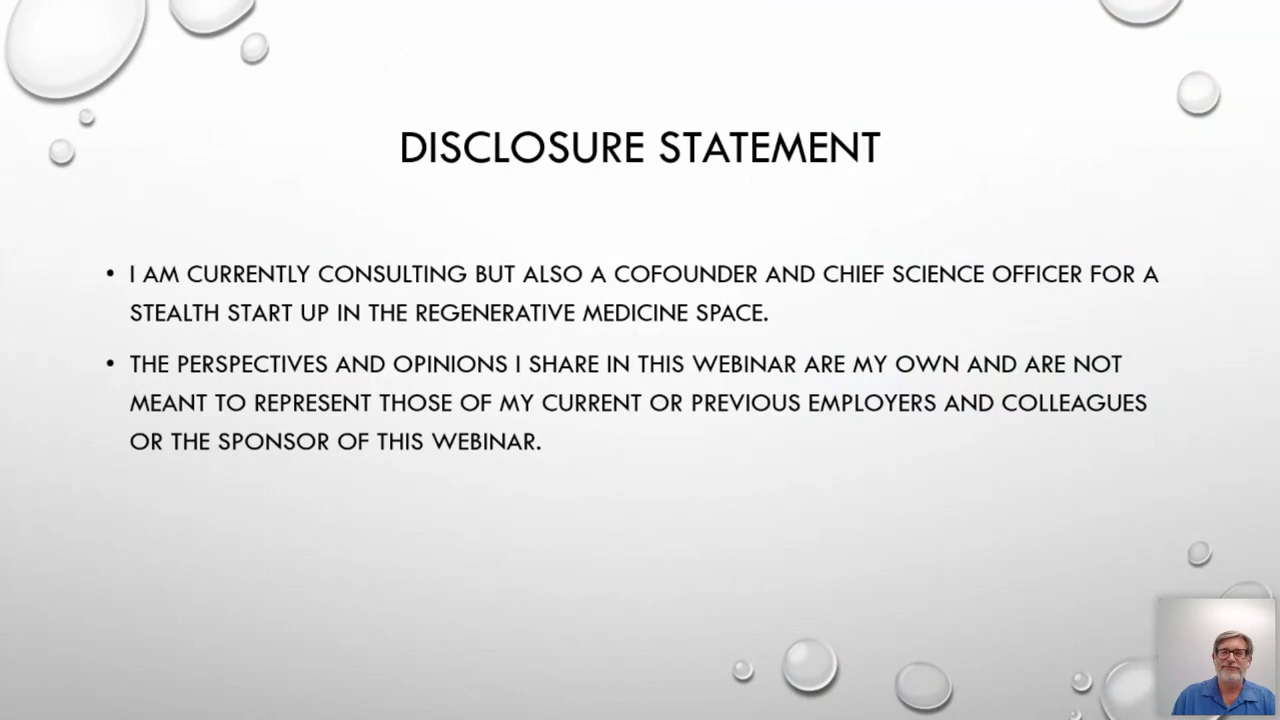 DISCLOSURE STATEMENT
• I AM CURRENTLY CONSULTING BUT ALSO A COFOUNDER AND CHIEF SCIENCE OFFICER FOR A
STEALTH START UP IN THE REGENERATIVE MEDICINE SPACE.
• THE PERSPECTIVES AND OPINIONS I SHARE IN THIS WEBINAR ARE MY OWN AND ARE NOT
MEANT TO REPRESENT THOSE OF MY CURRENT OR PREVIOUS EMPLOYERS AND COLLEAGUES
OR THE SPONSOR OF THIS WEBINAR.